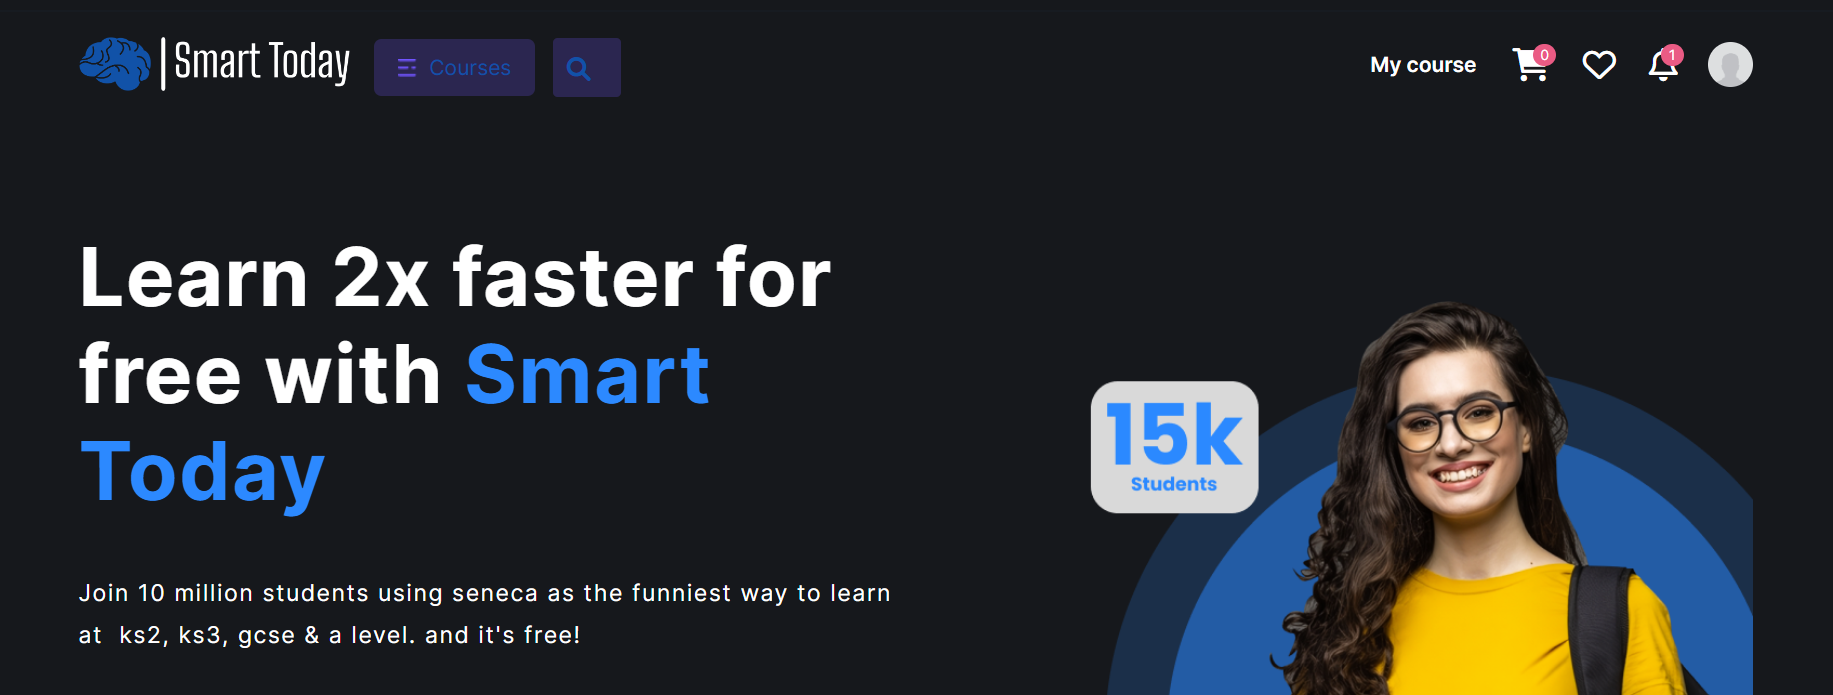 Smart Today
Courses
My course
0
1
Learn 2x faster for
free with Smart
Today
15k
Students
Join 10 million students using seneca as the funniest way to learn
at  ks2, ks3, gcse & a level. and it's free!